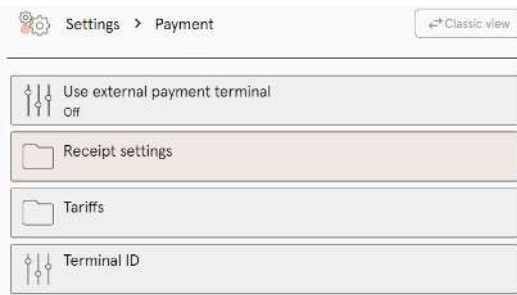 Settings > Payment
Classic view
Use external payment terminal
Off
Receipt settings
Tariffs
Terminal ID